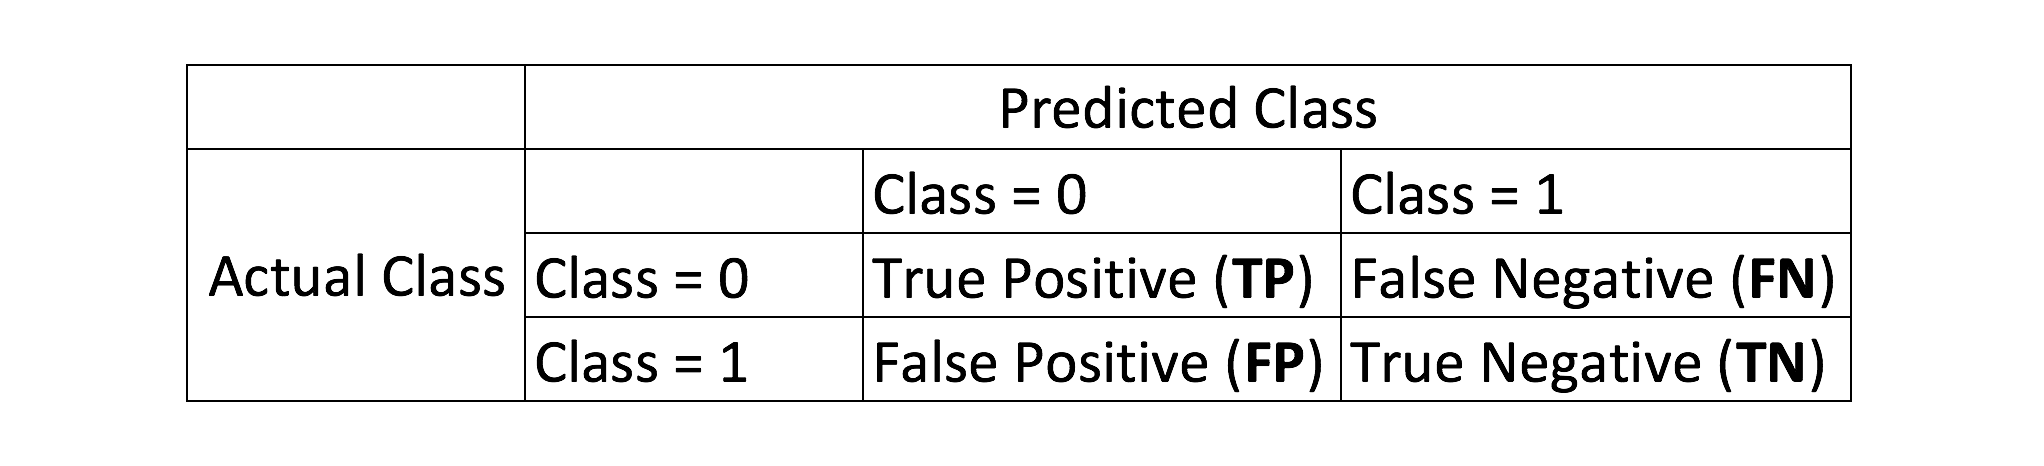 Predicted Class
Class = 0 Class = 1
Actual Class Class = 0 True Positive (TP) False Negative (FN)
Class = 1 False Positive (FP) True Negative (TN)